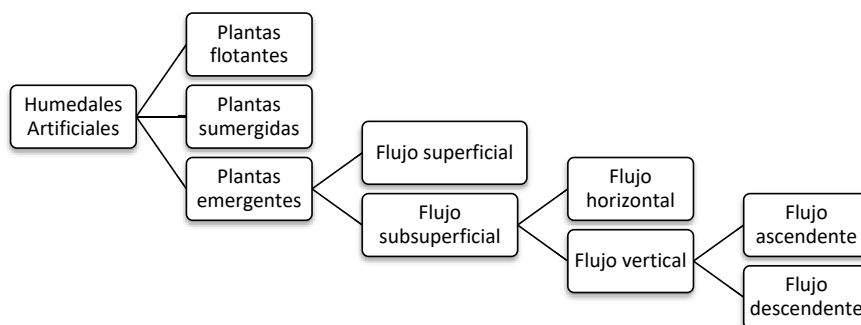 Humedales
Artificiales
Plantas
flotantes
Plantas
sumergidas
Plantas
emergentes
Flujo superficial
Flujo
subsuperficial
Flujo
horizontal
Flujo vertical
Flujo
ascendente
Flujo
descendente